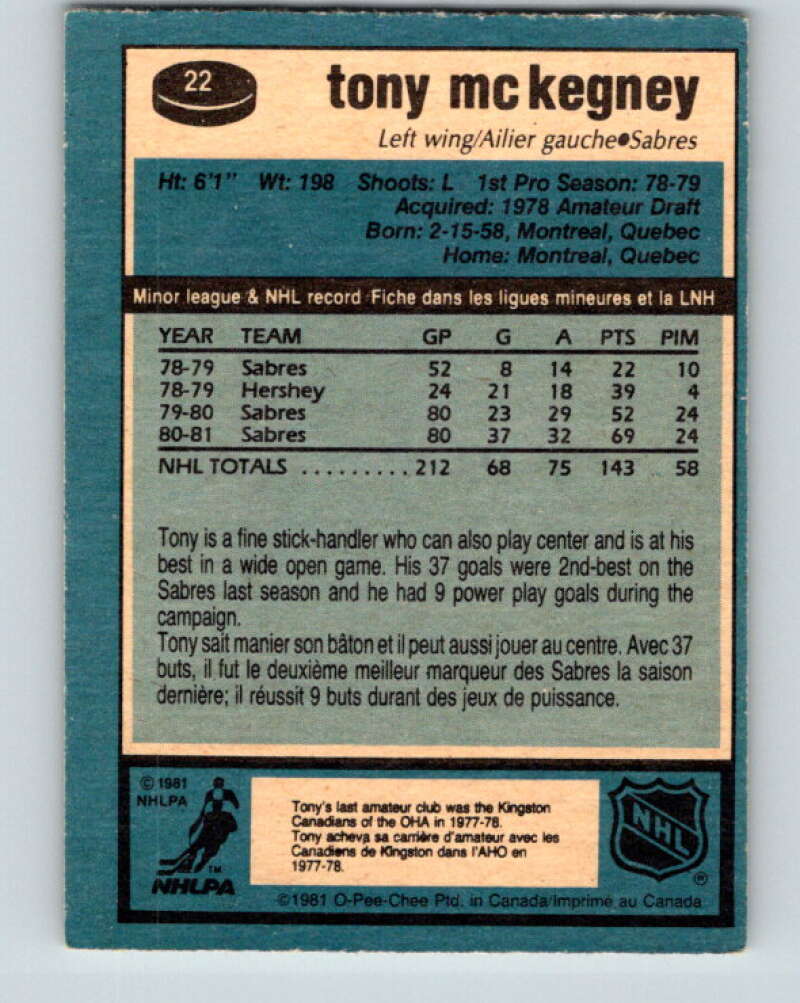 22
tony mc kegney
Left wing/Ailier gauche●Sabres
Ht: 6'1" Wt: 198 Shoots: L 1st Pro Season: 78-79
Acquired: 1978 Amateur Draft
Born: 2-15-58, Montreal, Quebec
Home: Montreal, Quebec
Minor league & NHL record Fiche dans les ligues mineures et la LNH
YEAR TEAM GP G A PTS PIM
78-79 Sabres 52 8 14 22 10
78-79 Hershey 24 21 18 39 4
79-80 Sabres 80 23 29 52 24
80-81 Sabres 80 37 32 69 24
NHL TOTALS .......... 212 68 75 143 58
Tony is a fine stick-handler who can also play center and is at his
best in a wide open game. His 37 goals were 2nd-best on the
Sabres last season and he had 9 power play goals during the
campaign.
Tony sait manier son bâton et il peut aussi jouer au centre. Avec 37
buts, il fut le deuxième meilleur marqueur des Sabres la saison
dernière; il réussit 9 buts durant des jeux de puissance.
© 1981
NHLPA
TM
NHLPA
Tony's last amateur club was the Kingston
Canadians of the OHA in 1977-78.
Tony acheva sa carrière d'amateur avec les
Canadiens de Kingston dans l'AHO en
1977-78.
NHL
®
©1981 O-Pee-Chee Ptd. in Canada/Imprimé au Canada